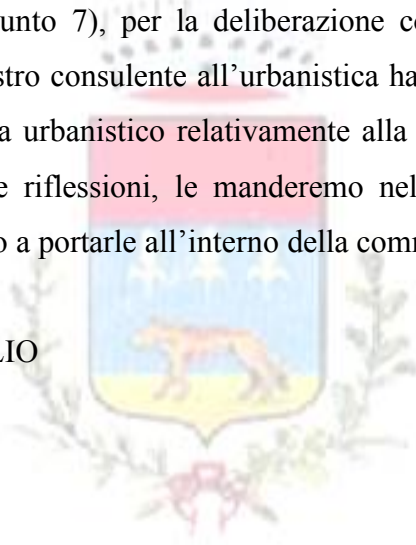 unto 7), per la deliberazione co
stro consulente all’urbanistica ha
a urbanistico relativamente alla
e riflessioni, le manderemo nel
o a portarle all’interno della comm
LIO